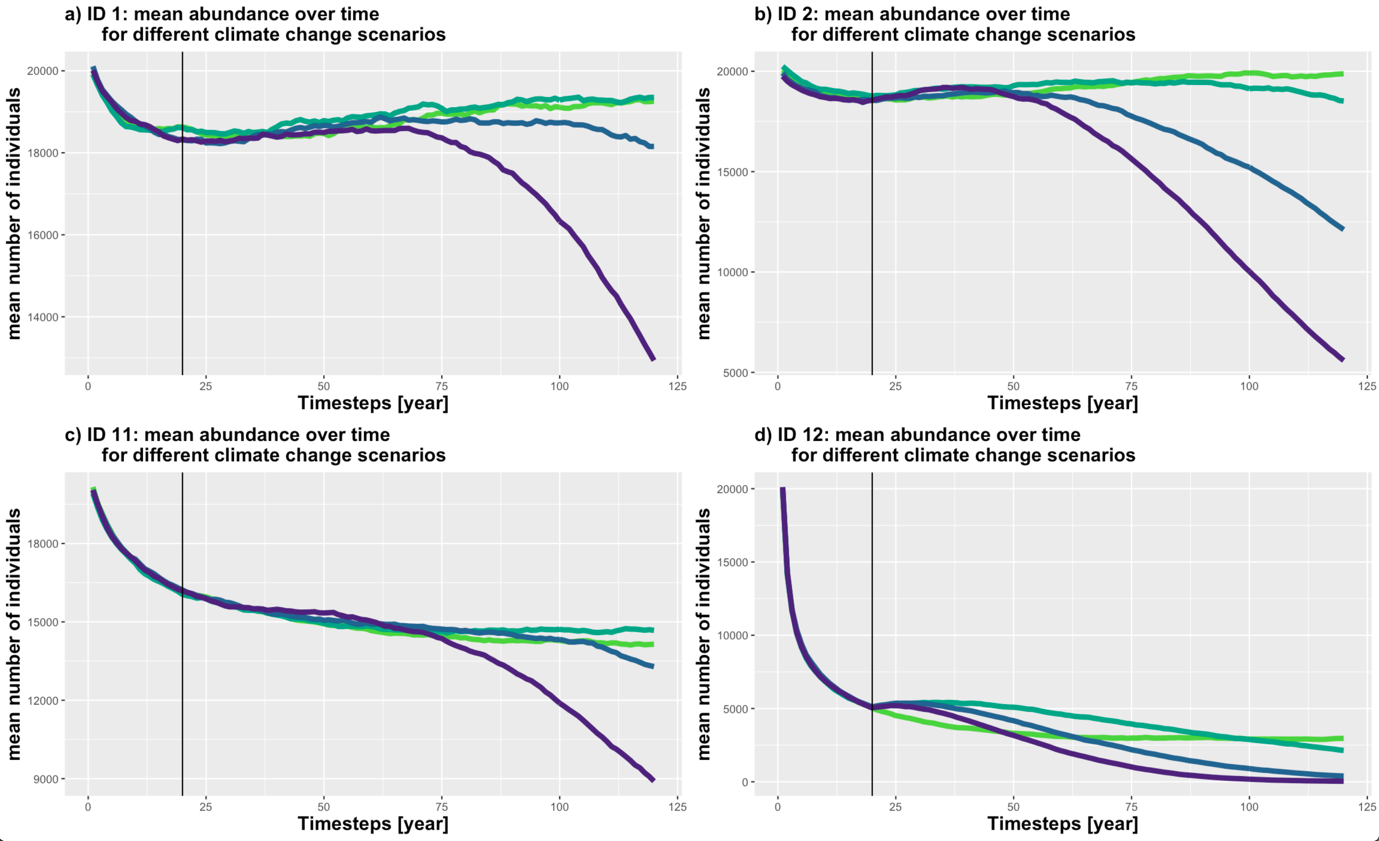 a) ID 1: mean abundance over time
for different climate change scenarios
mean number of individuals
20000
18000
16000
14000
0 25 50 75 100 125
Timesteps [year]
b) ID 2: mean abundance over time
for different climate change scenarios
mean number of individuals
20000
15000
10000
5000
0 25 50 75 100 125
Timesteps [year]
c) ID 11: mean abundance over time
for different climate change scenarios
mean number of individuals
18000
15000
12000
9000
0 25 50 75 100 125
Timesteps [year]
d) ID 12: mean abundance over time
for different climate change scenarios
mean number of individuals
20000
15000
10000
5000
0
0 25 50 75 100 125
Timesteps [year]